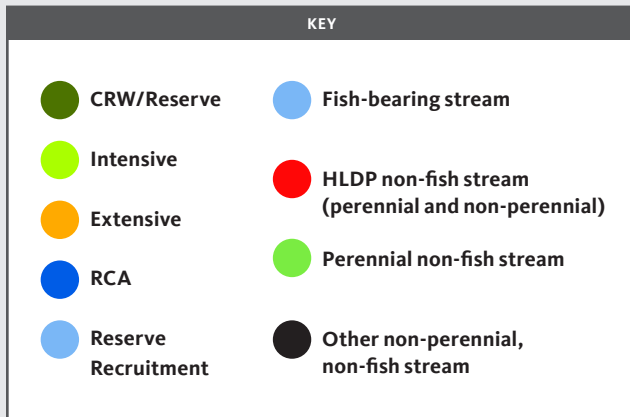 KEY
CRW/Reserve
Intensive
Extensive
RCA
Reserve
Recruitment
Fish-bearing stream
HLDP non-fish stream
(perennial and non-perennial)
Perennial non-fish stream
Other non-perennial,
non-fish stream